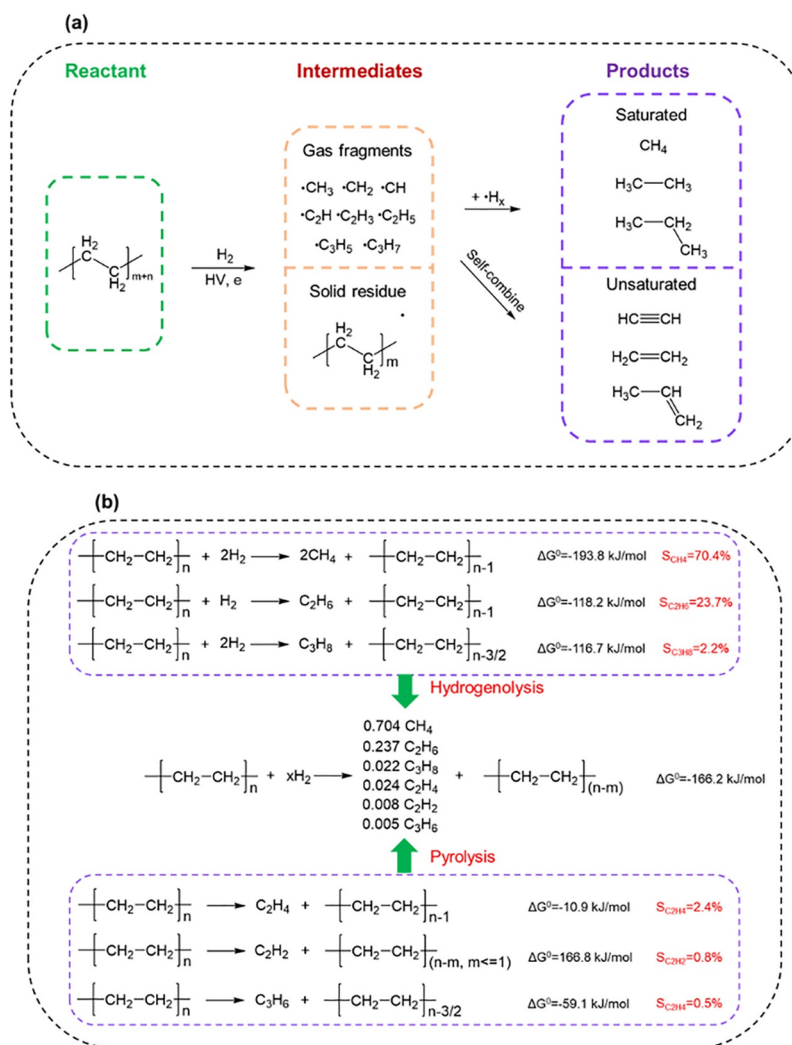 (a)
Reactant
Intermediates
Products
Gas fragments
·CH3 ·CH2 ·CH
·C2H ·C2H3 ·C2H5
·C3H5 ·C3H7
Solid residue
H2
C
C
H2
m+n
H2
HV, e
H2
C
C
H2
m
·
+ ·Hx
Self-combine
Saturated
CH4
H3C—CH3
H3C—CH2
CH3
Unsaturated
HC≡CH
H2C=CH2
H3C—CH
CH2
(b)
[CH2—CH2]n + 2H2 → 2CH4 + [CH2—CH2]n-1 ΔG⁰=-193.8 kJ/mol SCH4=70.4%
[CH2—CH2]n + H2 → C2H6 + [CH2—CH2]n-1 ΔG⁰=-118.2 kJ/mol SC2H6=23.7%
[CH2—CH2]n + 2H2 → C3H8 + [CH2—CH2]n-3/2 ΔG⁰=-116.7 kJ/mol SC3H8=2.2%
Hydrogenolysis
0.704 CH4
0.237 C2H6
0.022 C3H8
[CH2—CH2]n + xH2 → + [CH2—CH2](n-m) ΔG⁰=-166.2 kJ/mol
0.024 C2H4
0.008 C2H2
0.005 C3H6
Pyrolysis
[CH2—CH2]n → C2H4 + [CH2—CH2]n-1 ΔG⁰=-10.9 kJ/mol SC2H4=2.4%
[CH2—CH2]n → C2H2 + [CH2—CH2](n-m, m<=1) ΔG⁰=166.8 kJ/mol SC2H2=0.8%
[CH2—CH2]n → C3H6 + [CH2—CH2]n-3/2 ΔG⁰=-59.1 kJ/mol SC2H4=0.5%